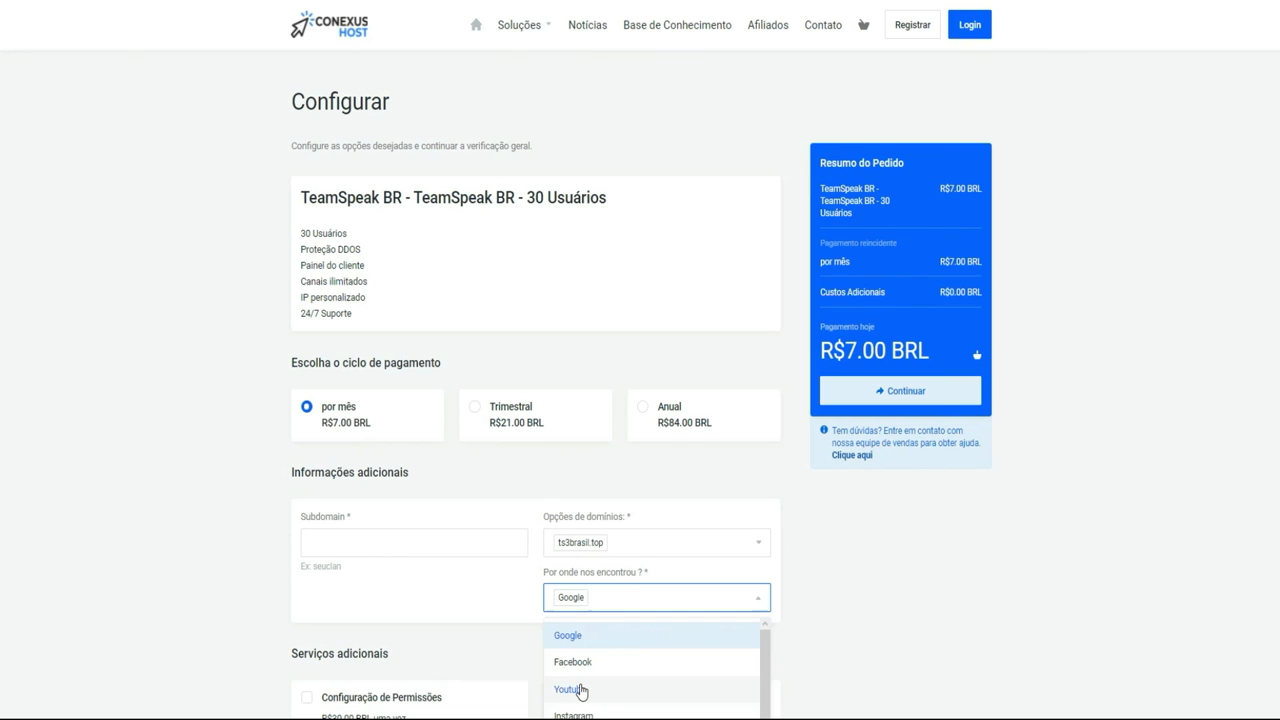 CONEXUS
HOST
Soluções
Notícias
Base de Conhecimento
Afiliados
Contato
Registrar
Login
Configurar
Configure as opções desejadas e continuar a verificação geral.
TeamSpeak BR - TeamSpeak BR - 30 Usuários
30 Usuários
Proteção DDOS
Painel do cliente
Canais ilimitados
IP personalizado
24/7 Suporte
Escolha o ciclo de pagamento
por mês
R$7.00 BRL
Trimestral
R$21.00 BRL
Anual
R$84.00 BRL
Informações adicionais
Subdomain *
Ex: seuclan
Opções de domínios: *
ts3brasil.top
Por onde nos encontrou ? *
Google
Google
Facebook
Instagram
Serviços adicionais
Configuração de Permissões
R$30.00 BRL uma vez
Resumo do Pedido
TeamSpeak BR - R$7.00 BRL
TeamSpeak BR - 30
Usuários
Pagamento reincidente
por mês R$7.00 BRL
Custos Adicionais R$0.00 BRL
Pagamento hoje
R$7.00 BRL
Continuar
Tem dúvidas? Entre em contato com
nossa equipe de vendas para obter ajuda.
Clique aqui